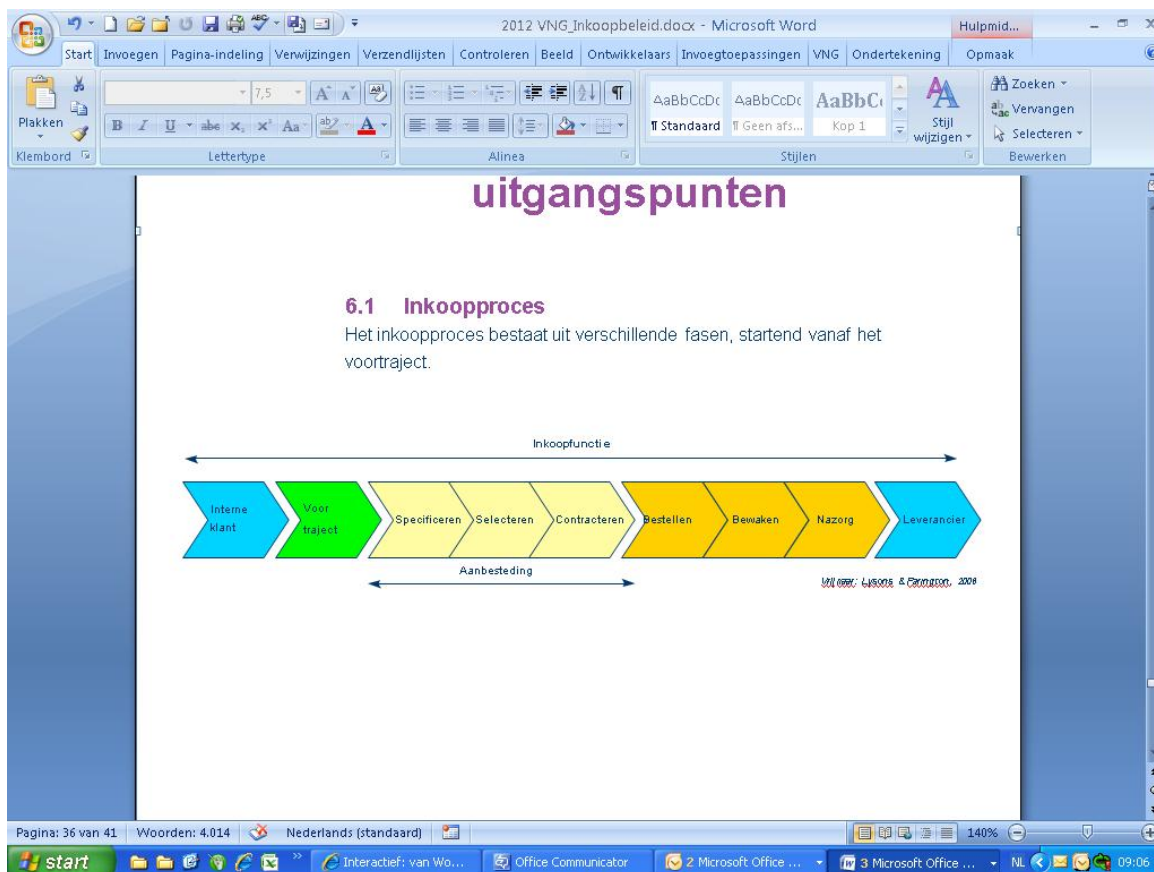 2012 VNG_Inkoopbeleid.docx - Microsoft Word
Hulpmid...
Start Invoegen Pagina-indeling Verwijzingen Verzendlijsten Controleren Beeld Ontwikkelaars Invoegtoepassingen VNG Ondertekening Opmaak
Plakken
7,5
AaBbCcDc AaBbCcDc AaBbCc
¶ Standaard ¶ Geen afs... Kop 1
Stijl wijzigen
Zoeken
Vervangen
Selecteren
Klembord Lettertype Alinea Stijlen Bewerken
uitgangspunten
6.1 Inkoopproces
Het inkoopproces bestaat uit verschillende fasen, startend vanaf het
voortraject.
Inkoopfunctie
Interne
klant
Voor
traject
Specificeren Selecteren Contracteren Bestellen Bewaken Nazorg Leverancier
Aanbesteding
Lysons & 2006
Pagina: 36 van 41 Woorden: 4.014 Nederlands (standaard) 140%
start Interactief: van Wo... Office Communicator 2 Microsoft Office ... 3 Microsoft Office ... NL 09:06